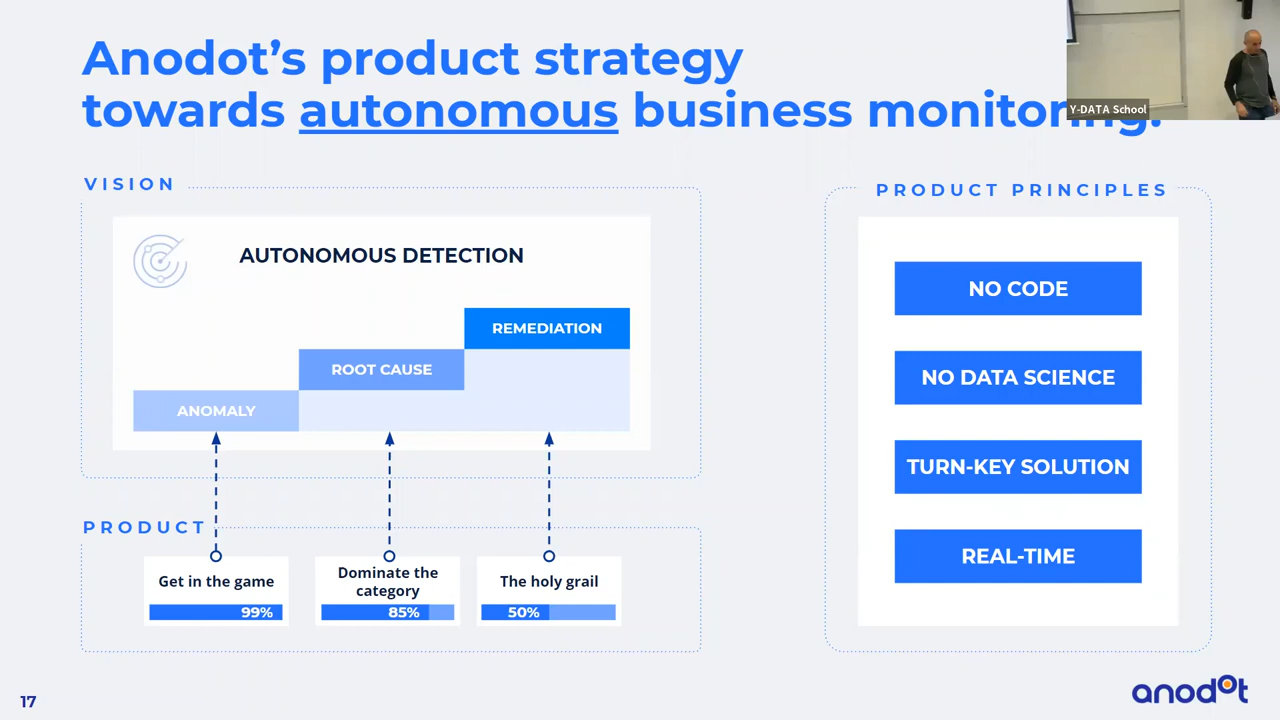 Anodot’s product strategy
towards autonomous business monitoring.
Y-DATA School
VISION
AUTONOMOUS DETECTION
REMEDIATION
ROOT CAUSE
ANOMALY
PRODUCT
Get in the game
99%
Dominate the
category
85%
The holy grail
50%
PRODUCT PRINCIPLES
NO CODE
NO DATA SCIENCE
TURN-KEY SOLUTION
REAL-TIME
17
anodot